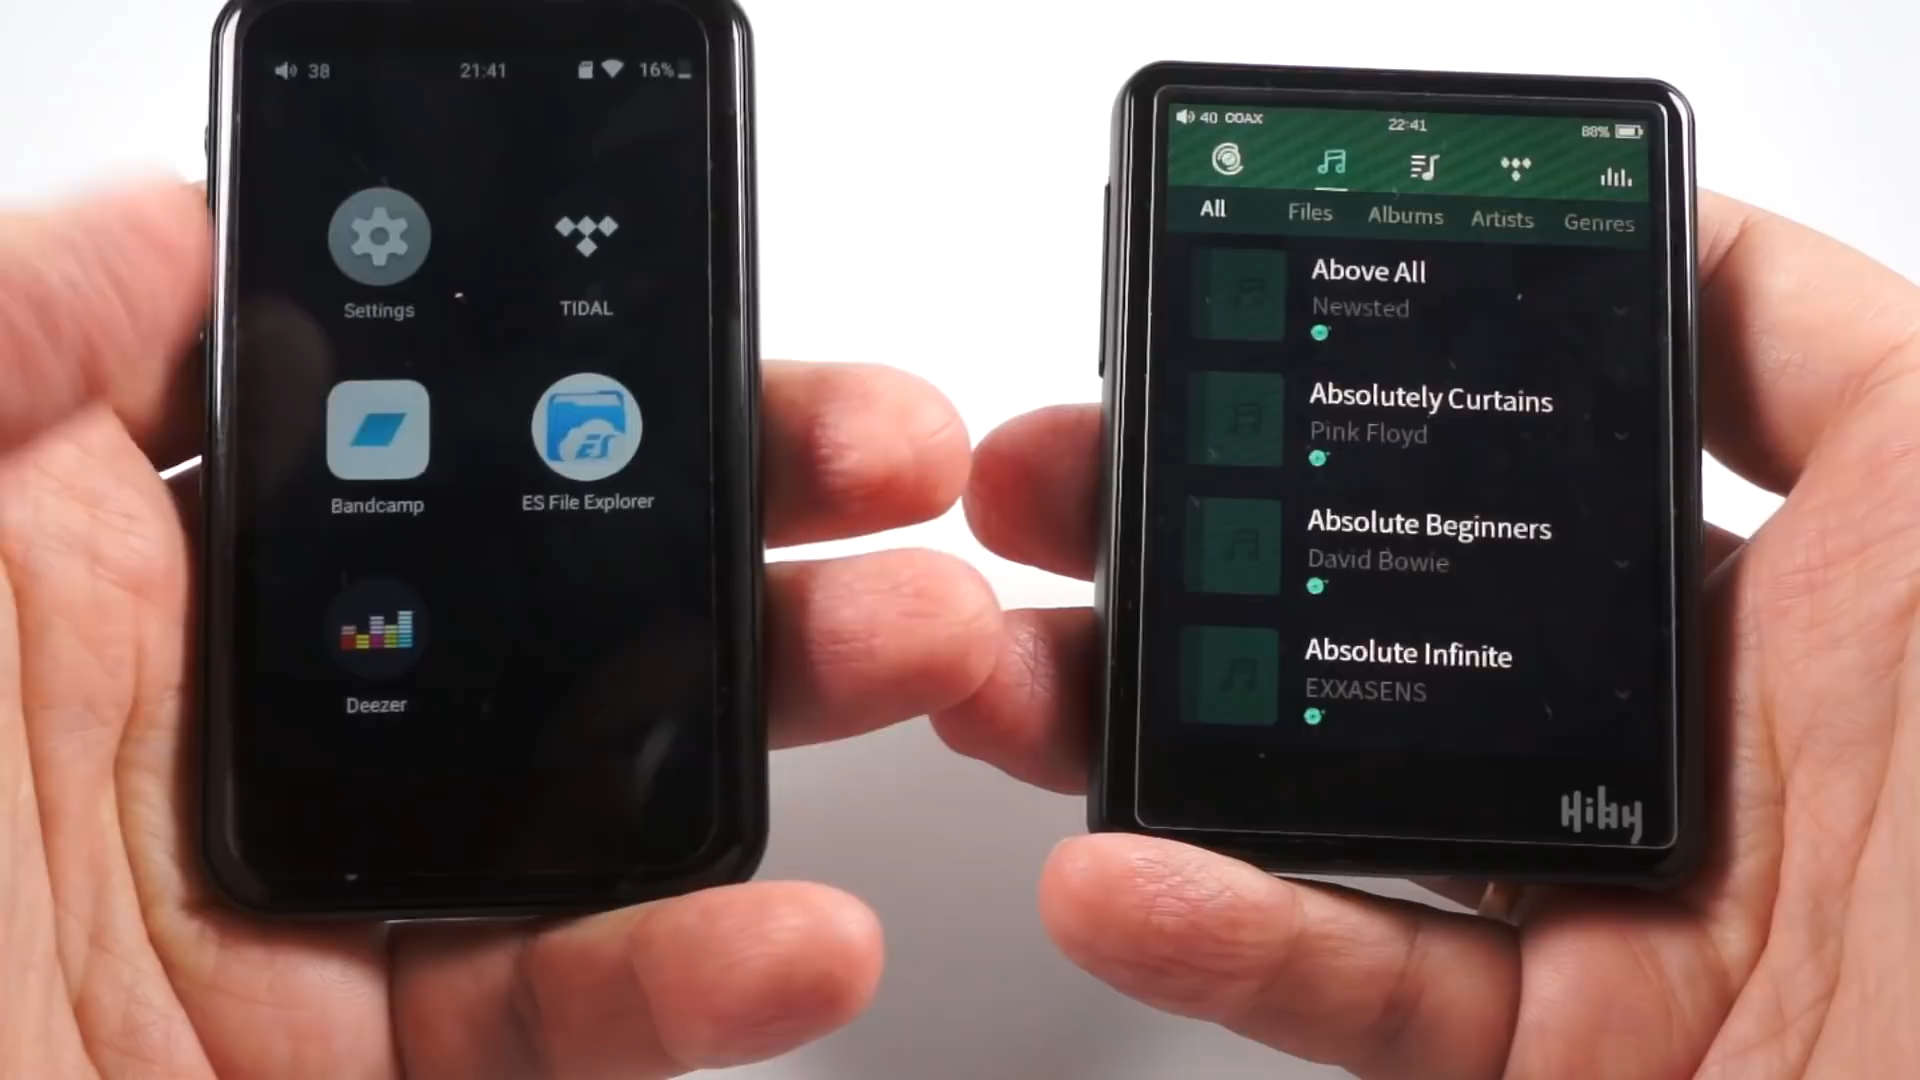 38 21:41 16%
Settings TIDAL
Bandcamp ES File Explorer
Deezer
40 COAX 22:41 88%
All Files Albums Artists Genres
Above All
Newsted
Absolutely Curtains
Pink Floyd
Absolute Beginners
David Bowie
Absolute Infinite
EXXASENS
HiBy